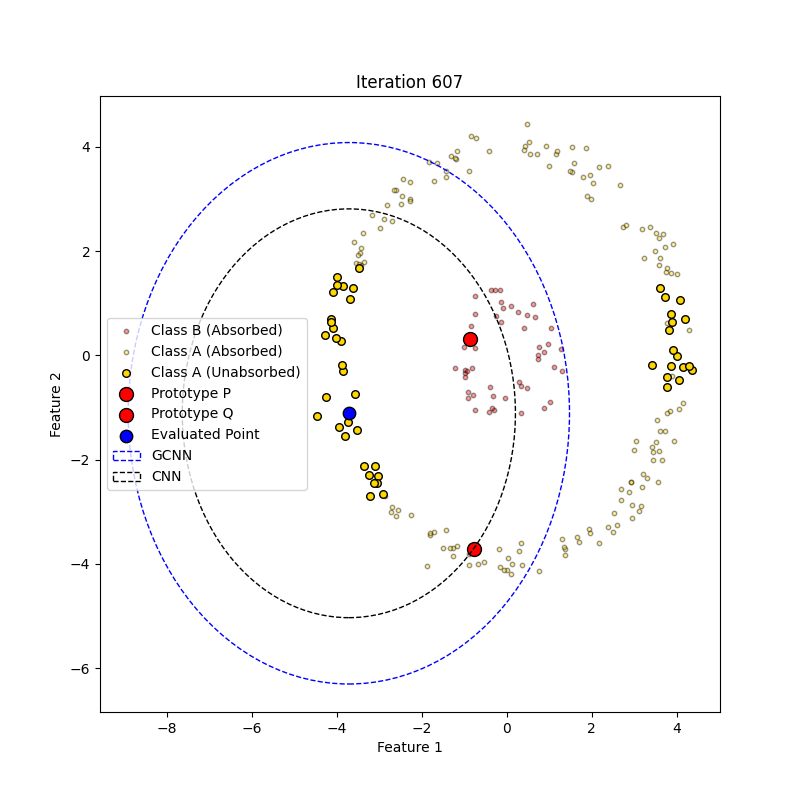 Iteration 607
Feature 2
4
2
0
−2
−4
−6
Class B (Absorbed)
Class A (Absorbed)
Class A (Unabsorbed)
Prototype P
Prototype Q
Evaluated Point
GCNN
CNN
−8 −6 −4 −2 0 2 4
Feature 1